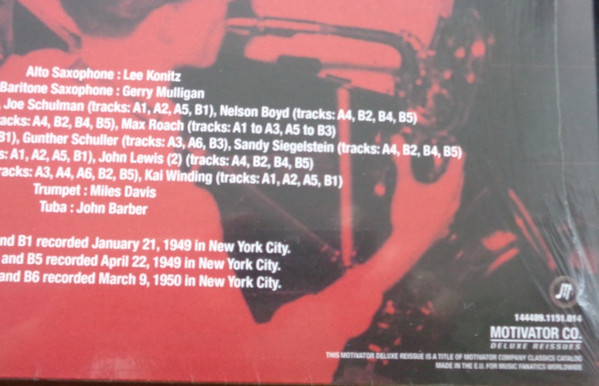 Alto Saxophone : Lee Konitz
Baritone Saxophone : Gerry Mulligan
, Joe Schulman (tracks: A1, A2, A5, B1), Nelson Boyd (tracks: A4, B2, B4, B5)
acks: A4, B2, B4, B5), Max Roach (tracks: A1 to A3, A5 to B3)
B1), Gunther Schuller (tracks: A3, A6, B3), Sandy Siegelstein (tracks: A4, B2, B4, B5)
s: A1, A2, A5, B1), John Lewis (2) (tracks: A4, B2, B4, B5)
racks: A3, A4, A6, B2, B5), Kai Winding (tracks: A1, A2, A5, B1)
Trumpet : Miles Davis
Tuba : John Barber
nd B1 recorded January 21, 1949 in New York City.
and B5 recorded April 22, 1949 in New York City.
and B6 recorded March 9, 1950 in New York City.
144489.1151.014
MOTIVATOR CO.
DELUXE REISSUES
THIS MOTIVATOR DELUXE REISSUE IS A TITLE OF MOTIVATOR COMPANY CLASSICS CATALOG
MADE IN THE E.U. FOR MUSIC FANATICS WORLDWIDE